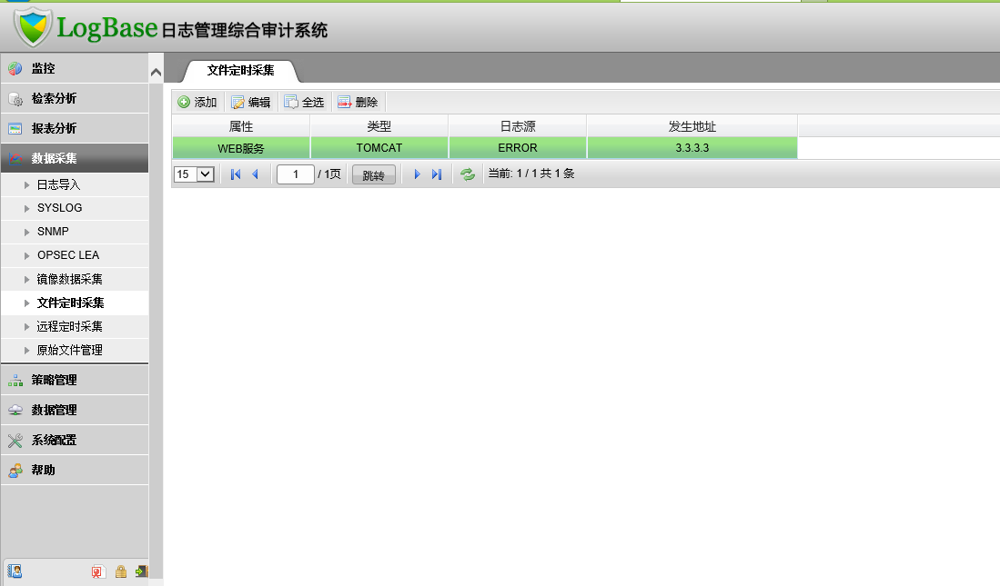 LogBase日志管理综合审计系统
监控
检索分析
报表分析
数据采集
日志导入
SYSLOG
SNMP
OPSEC LEA
镜像数据采集
文件定时采集
远程定时采集
原始文件管理
策略管理
数据管理
系统配置
帮助
文件定时采集
添加 编辑 全选 删除
属性 类型 日志源 发生地址
WEB服务 TOMCAT ERROR 3.3.3.3
15 1 / 1页 跳转 当前: 1 / 1 共 1 条